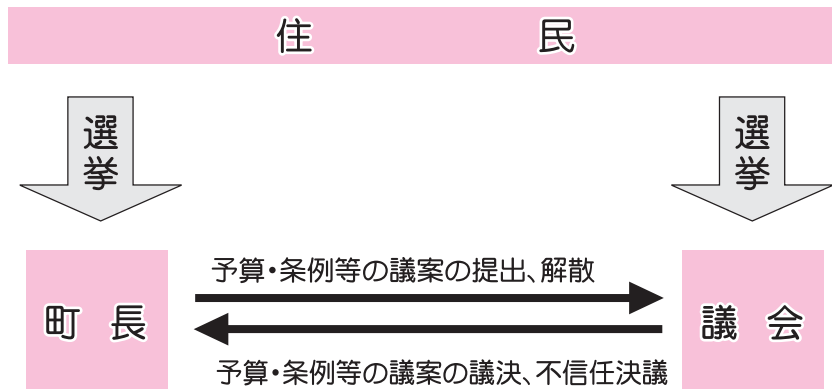 住民
選挙
選挙
予算・条例等の議案の提出、解散
町長
議会
予算・条例等の議案の議決、不信任決議